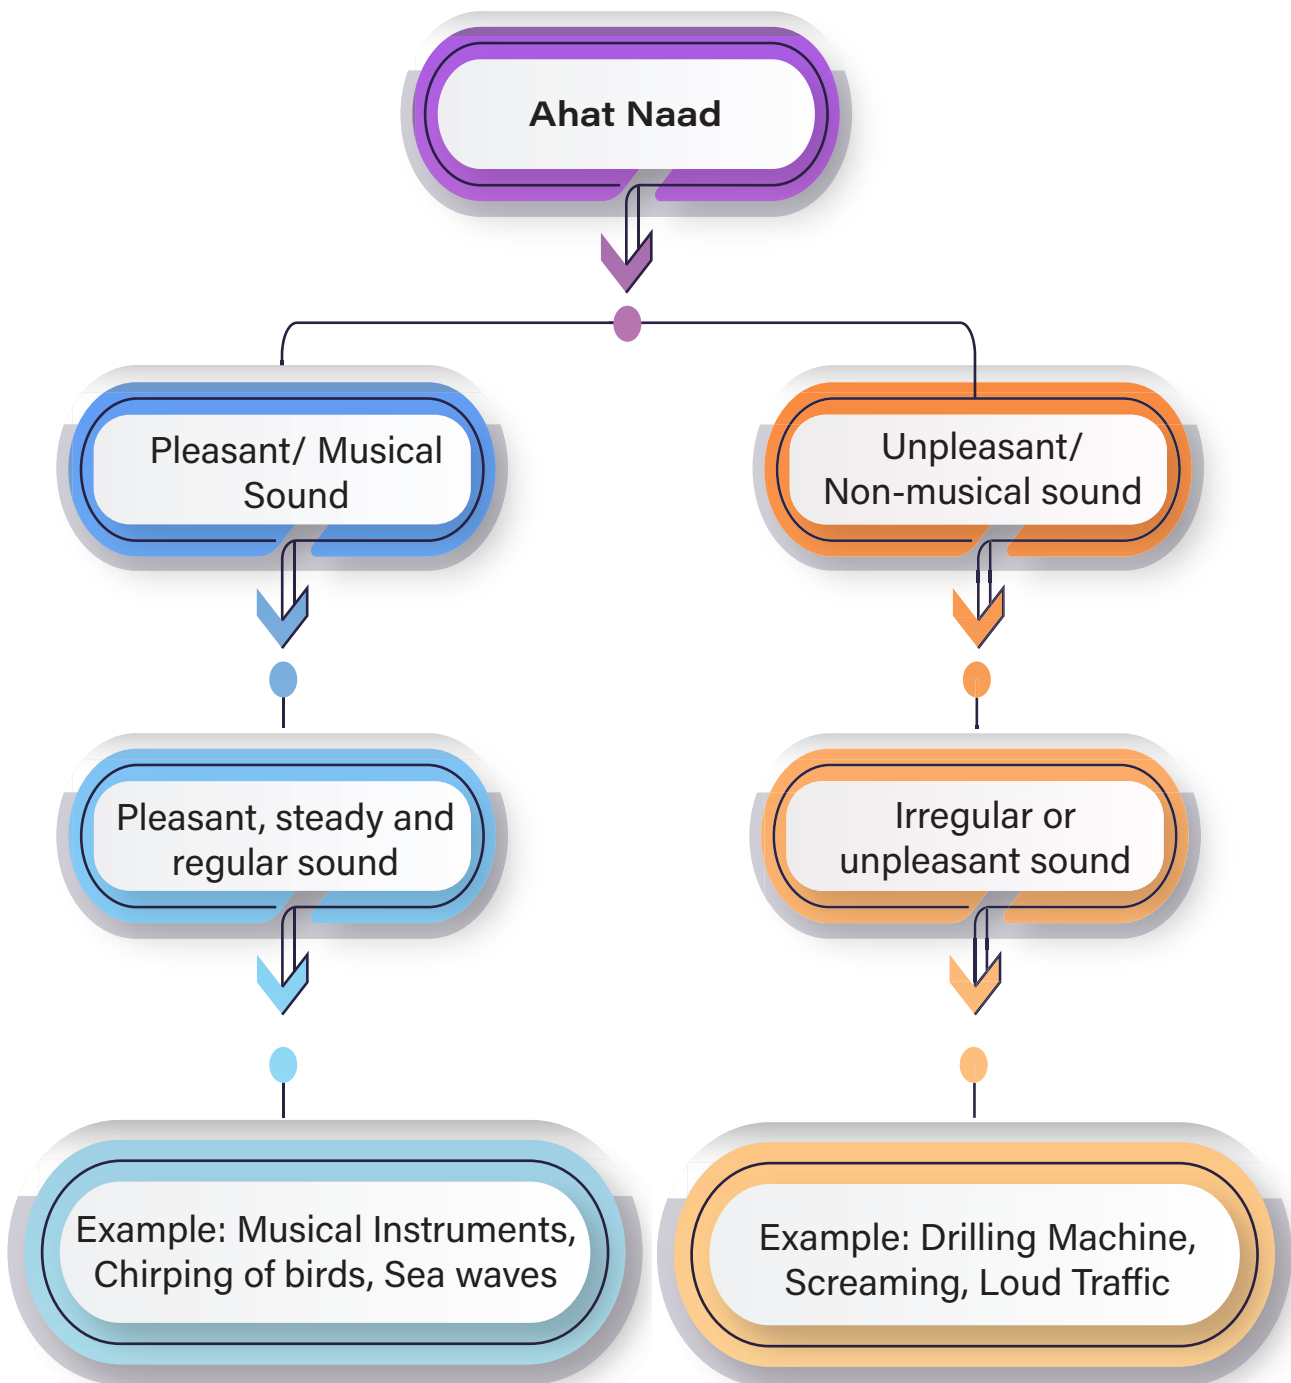 Ahat Naad
Pleasant/ Musical
Sound
Unpleasant/
Non-musical sound
Pleasant, steady and
regular sound
Irregular or
unpleasant sound
Example: Musical Instruments,
Chirping of birds, Sea waves
Example: Drilling Machine,
Screaming, Loud Traffic